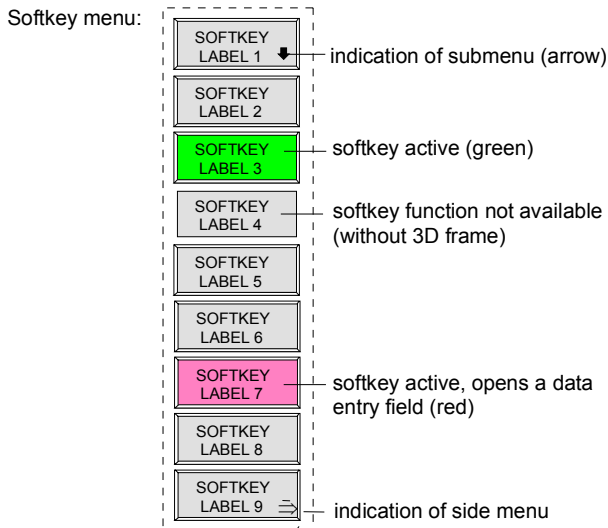 Softkey menu:
SOFTKEY
LABEL 1
indication of submenu (arrow)
SOFTKEY
LABEL 2
SOFTKEY
LABEL 3
softkey active (green)
SOFTKEY
LABEL 4
softkey function not available
(without 3D frame)
SOFTKEY
LABEL 5
SOFTKEY
LABEL 6
SOFTKEY
LABEL 7
softkey active, opens a data
entry field (red)
SOFTKEY
LABEL 8
SOFTKEY
LABEL 9
indication of side menu